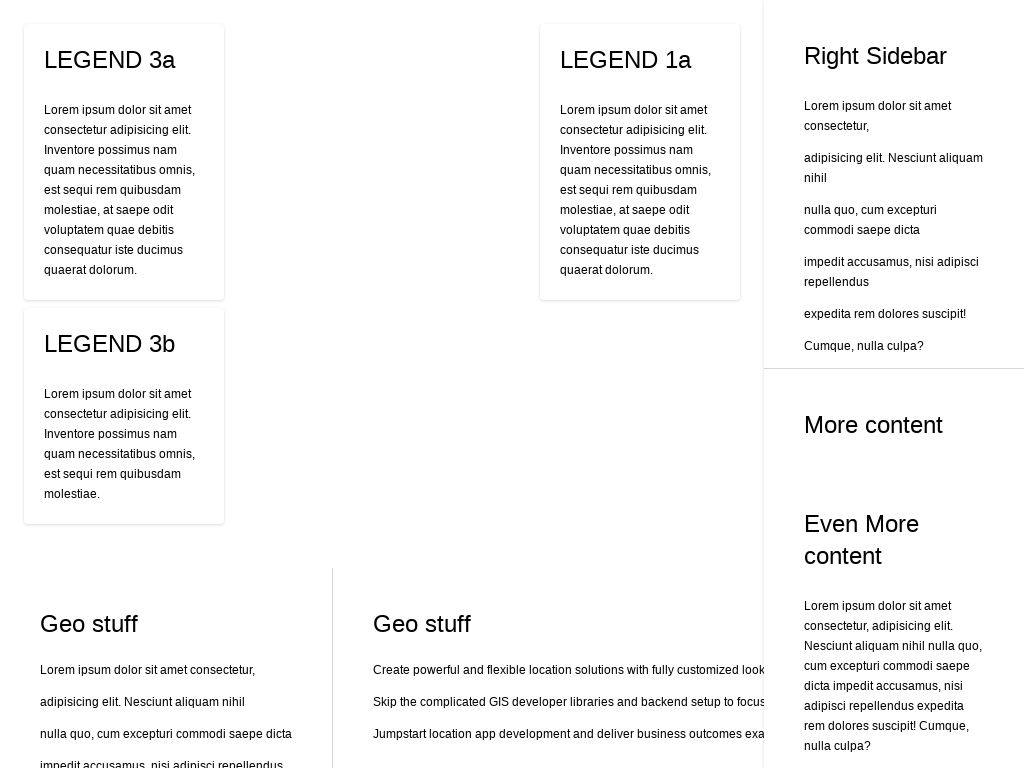 LEGEND 3a
Lorem ipsum dolor sit amet
consectetur adipisicing elit.
Inventore possimus nam
quam necessitatibus omnis,
est sequi rem quibusdam
molestiae, at saepe odit
voluptatem quae debitis
consequatur iste ducimus
quaerat dolorum.
LEGEND 3b
Lorem ipsum dolor sit amet
consectetur adipisicing elit.
Inventore possimus nam
quam necessitatibus omnis,
est sequi rem quibusdam
molestiae.
LEGEND 1a
Lorem ipsum dolor sit amet
consectetur adipisicing elit.
Inventore possimus nam
quam necessitatibus omnis,
est sequi rem quibusdam
molestiae, at saepe odit
voluptatem quae debitis
consequatur iste ducimus
quaerat dolorum.
Geo stuff
Lorem ipsum dolor sit amet consectetur,
adipisicing elit. Nesciunt aliquam nihil
nulla quo, cum excepturi commodi saepe dicta
impedit accusamus, nisi adipisci repellendus
Geo stuff
Create powerful and flexible location solutions with fully customized look
Skip the complicated GIS developer libraries and backend setup to focus
Jumpstart location app development and deliver business outcomes exa
Right Sidebar
Lorem ipsum dolor sit amet
consectetur,
adipisicing elit. Nesciunt aliquam
nihil
nulla quo, cum excepturi
commodi saepe dicta
impedit accusamus, nisi adipisci
repellendus
expedita rem dolores suscipit!
Cumque, nulla culpa?
More content
Even More
content
Lorem ipsum dolor sit amet
consectetur, adipisicing elit.
Nesciunt aliquam nihil nulla quo,
cum excepturi commodi saepe
dicta impedit accusamus, nisi
adipisci repellendus expedita
rem dolores suscipit! Cumque,
nulla culpa?